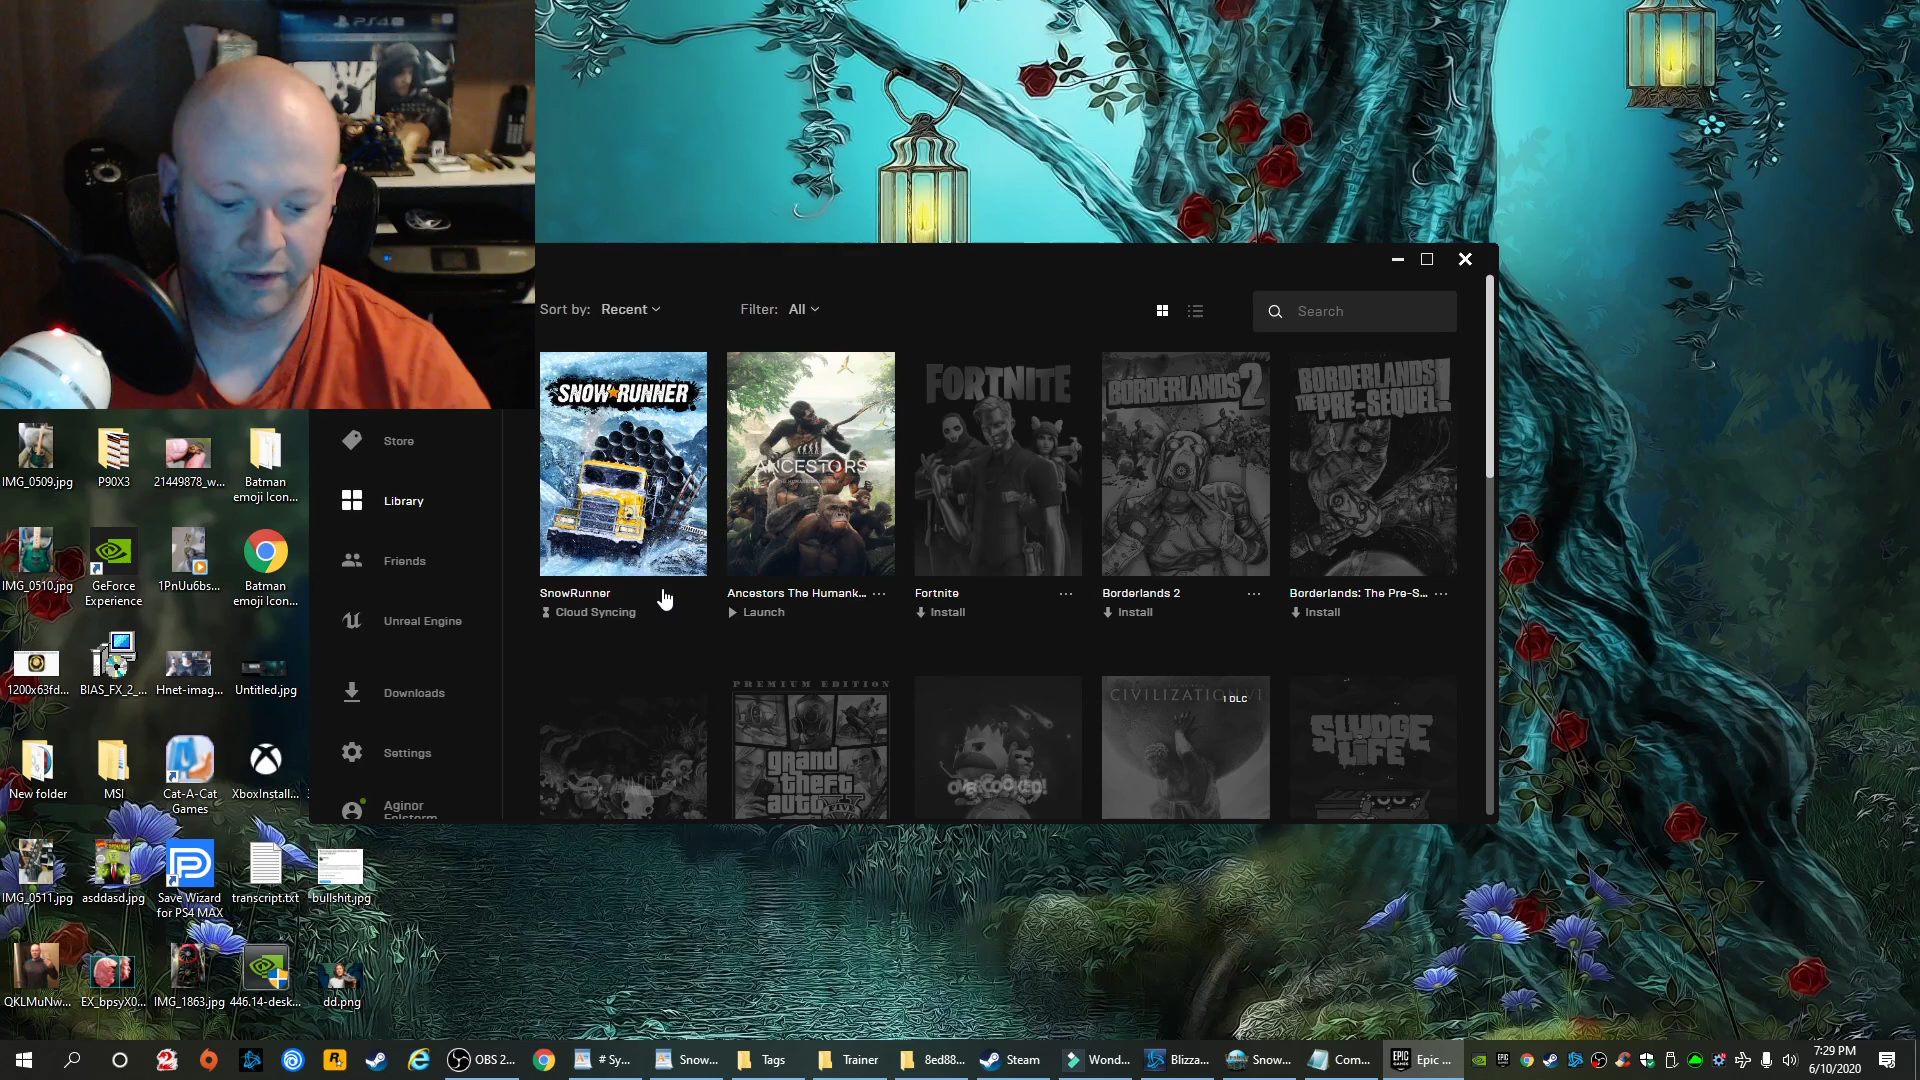 PS4
Sort by: Recent
Filter: All
Search
SNOWRUNNER
ANCESTORS
FORTNITE
BORDERLANDS 2
BORDERLANDS THE PRE-SEQUEL!
SnowRunner
Cloud Syncing
Ancestors The Humank...
Launch
Fortnite
Install
Borderlands 2
Install
Borderlands: The Pre-S...
Install
PREMIUM EDITION
grand
theft
auto V
OVERCOOKED!
CIVILIZATION VI
1 DLC
SLUDGE
LIFE
Store
Library
Friends
Unreal Engine
Downloads
Settings
Aginor
IMG_0509.jpg
P90X3
21449878_w...
Batman
emoji Icon...
IMG_0510.jpg
GeForce
Experience
1PnUu6bs...
Batman
emoji Icon...
1200x63fd...
BIAS_FX_2_...
Hnet-imag...
Untitled.jpg
New folder
MSI
Cat-A-Cat
Games
XboxInstall...
IMG_0511.jpg
asddasd.jpg
Save Wizard
for PS4 MAX
transcript.txt
bullshit.jpg
QKLMuNw...
EX_bpsyX0...
IMG_1863.jpg
446.14-desk...
dd.png
OBS 2...
# Sy...
Snow...
Tags
Trainer
8ed88...
Steam
Wond...
Blizza...
Snow...
Com...
EPIC
GAMES
Epic ...
7:29 PM
6/10/2020